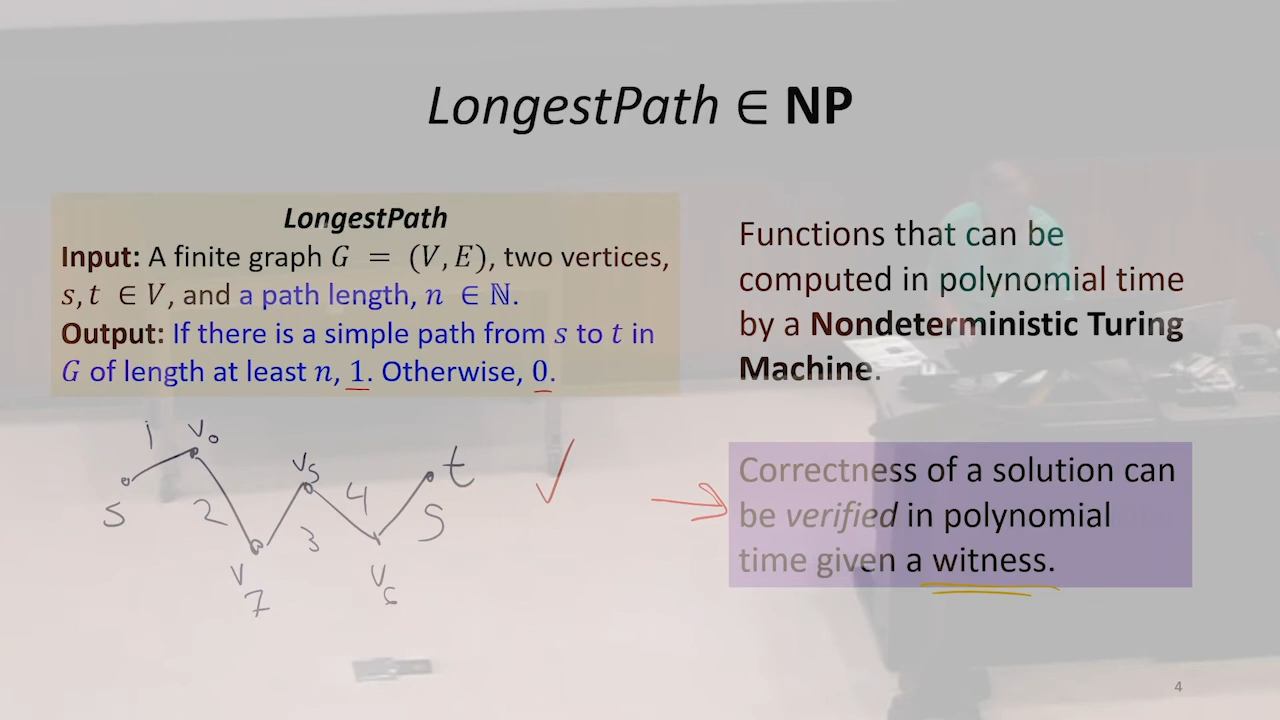 LongestPath ∈ NP
LongestPath
Input: A finite graph G = (V, E), two vertices,
s, t ∈ V, and a path length, n ∈ ℕ.
Output: If there is a simple path from s to t in
G of length at least n, 1. Otherwise, 0.
Functions that can be
computed in polynomial time
by a Nondeterministic Turing
Machine.
Correctness of a solution can
be verified in polynomial
time given a witness.
1 v₀
v₅ 4 t
s 2 3 5
v₇ v₆
4